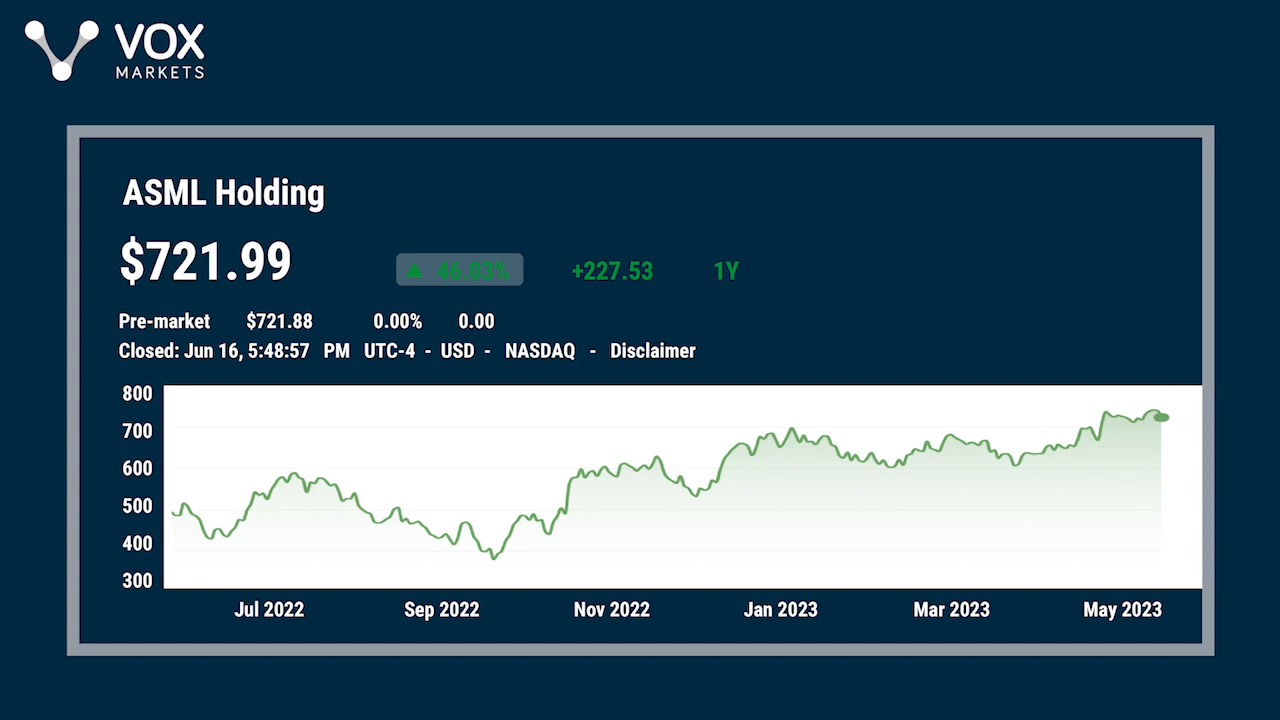 VOX
MARKETS
ASML Holding
$721.99 ▲ 46.03% +227.53 1Y
Pre-market $721.88 0.00% 0.00
Closed: Jun 16, 5:48:57 PM UTC-4 - USD - NASDAQ - Disclaimer
800
700
600
500
400
300
Jul 2022 Sep 2022 Nov 2022 Jan 2023 Mar 2023 May 2023